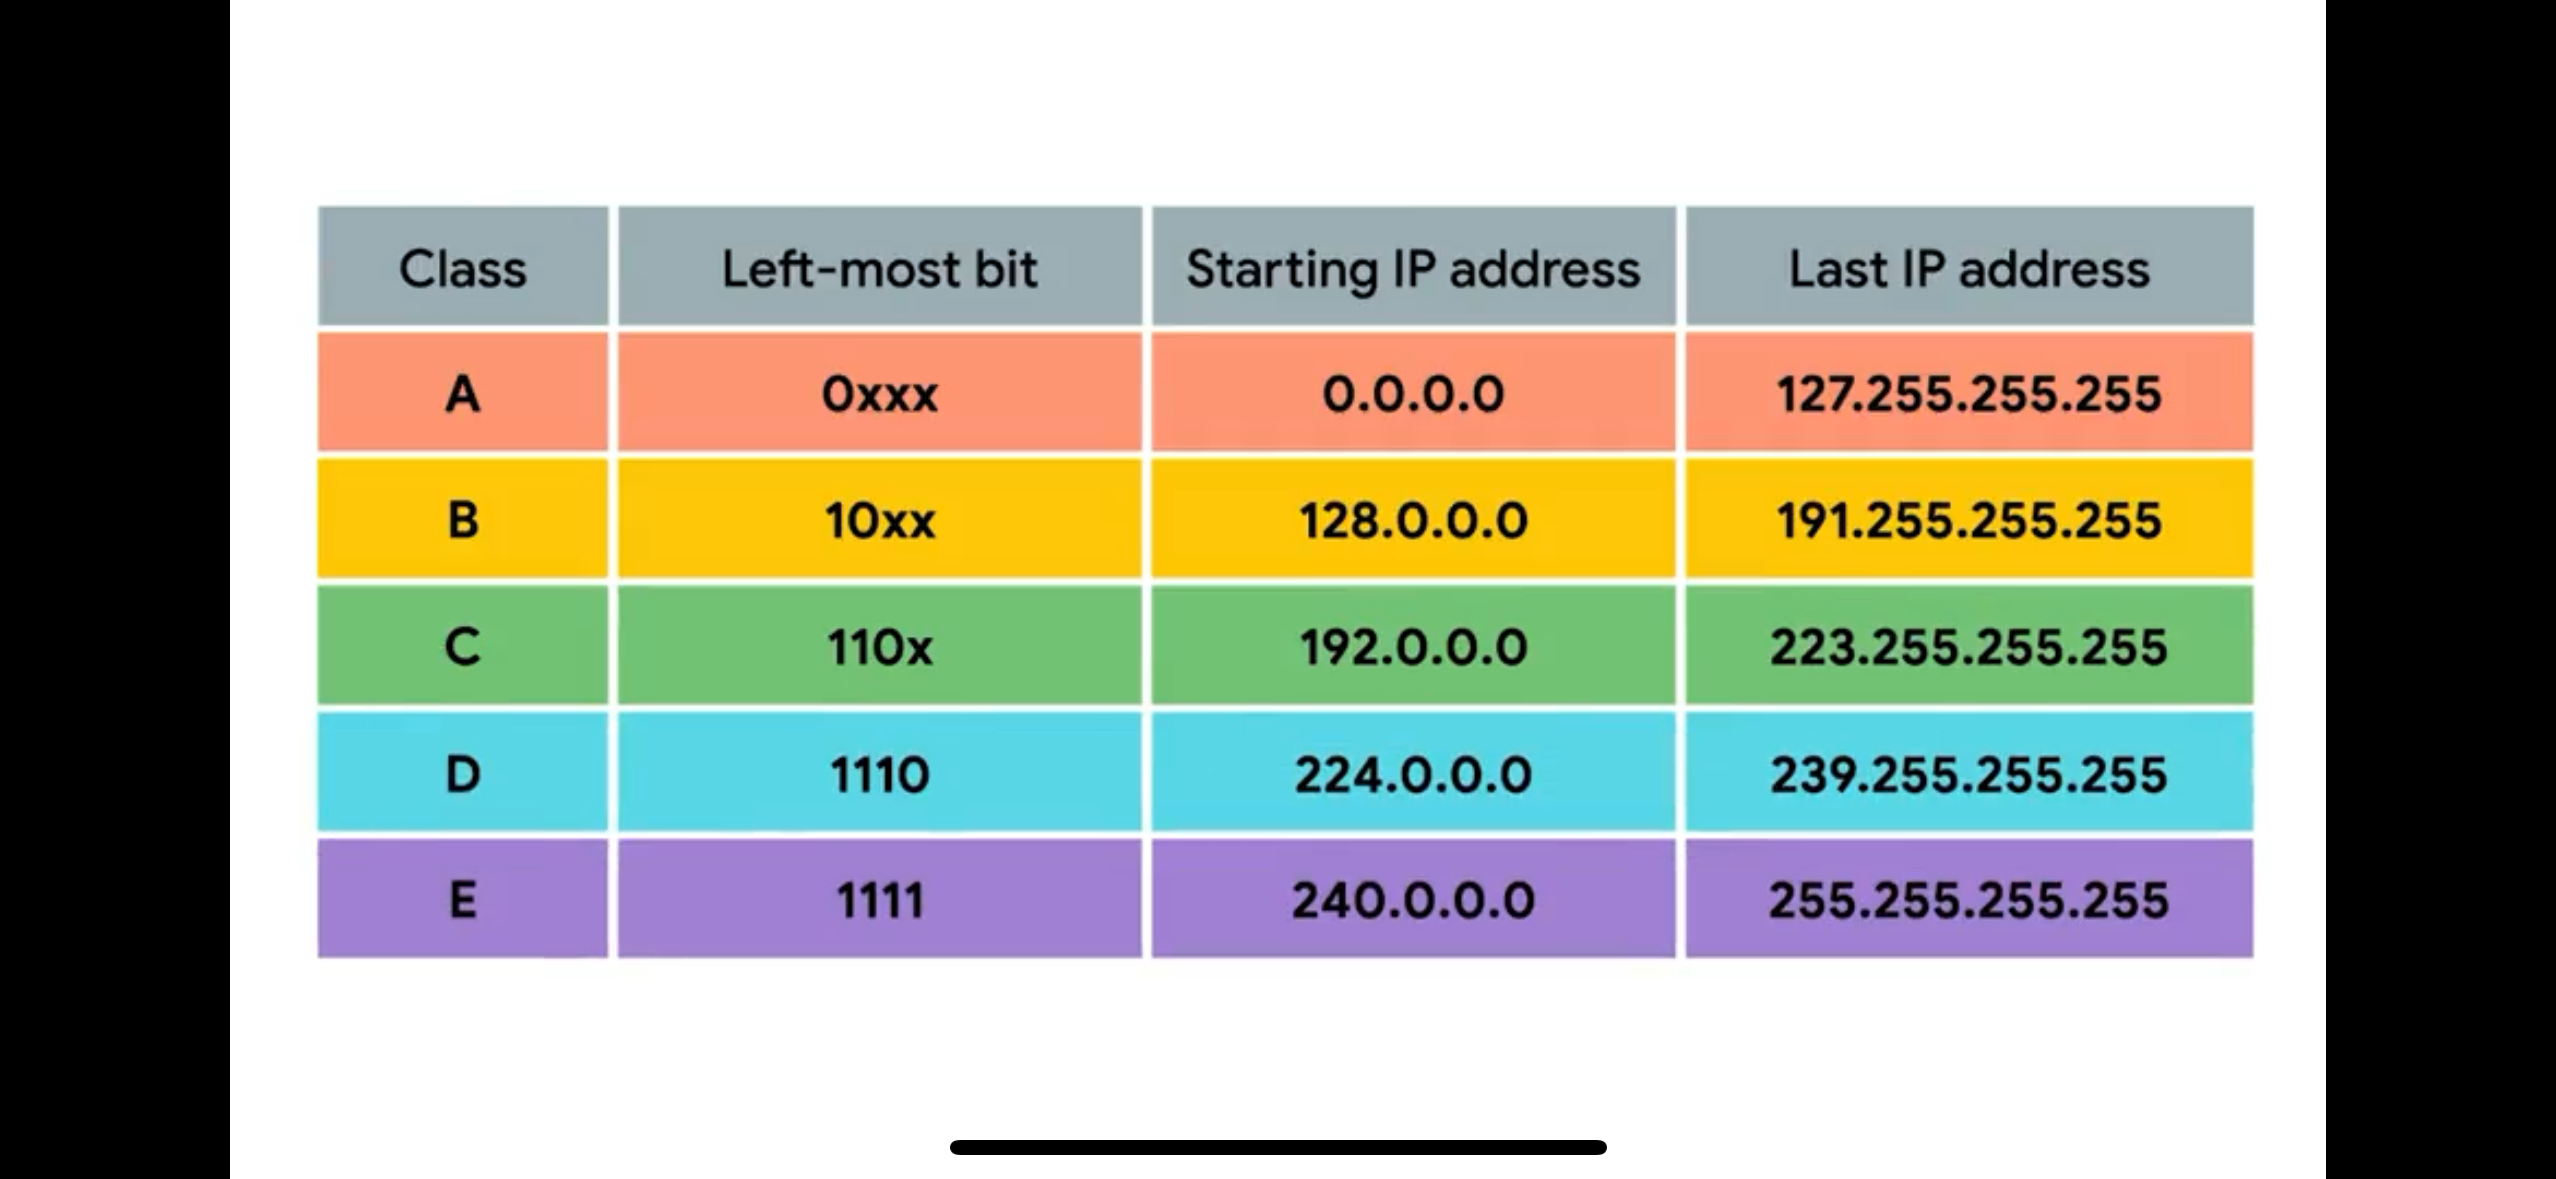 Class Left-most bit Starting IP address Last IP address
A 0xxx 0.0.0.0 127.255.255.255
B 10xx 128.0.0.0 191.255.255.255
C 110x 192.0.0.0 223.255.255.255
D 1110 224.0.0.0 239.255.255.255
E 1111 240.0.0.0 255.255.255.255